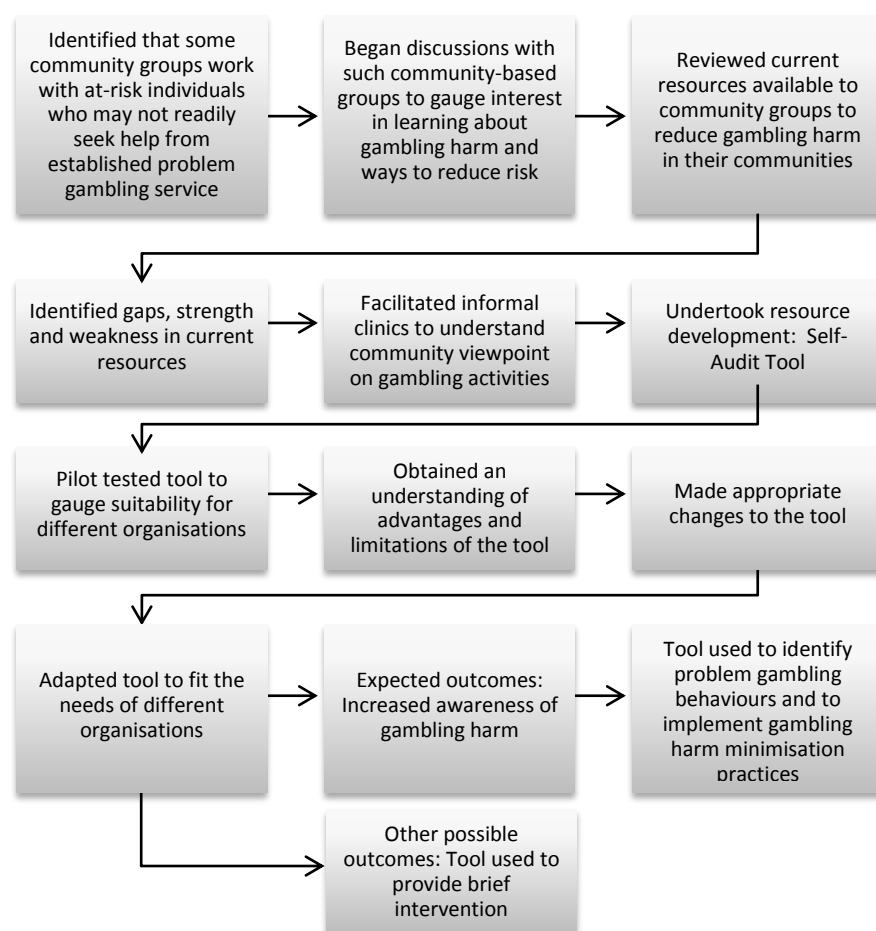 Identified that some
community groups work
with at-risk individuals
who may not readily
seek help from
established problem
gambling service
Began discussions with
such community-based
groups to gauge interest
in learning about
gambling harm and
ways to reduce risk
Reviewed current
resources available to
community groups to
reduce gambling harm
in their communities
Identified gaps, strength
and weakness in current
resources
Facilitated informal
clinics to understand
community viewpoint
on gambling activities
Undertook resource
development:  Self-
Audit Tool
Pilot tested tool to
gauge suitability for
different organisations
Obtained an
understanding of
advantages and
limitations of the tool
Made appropriate
changes to the tool
Adapted tool to fit the
needs of different
organisations
Expected outcomes:
Increased awareness of
gambling harm
Tool used to identify
problem gambling
behaviours and to
implement gambling
harm minimisation
practices
Other possible
outcomes: Tool used to
provide brief
intervention